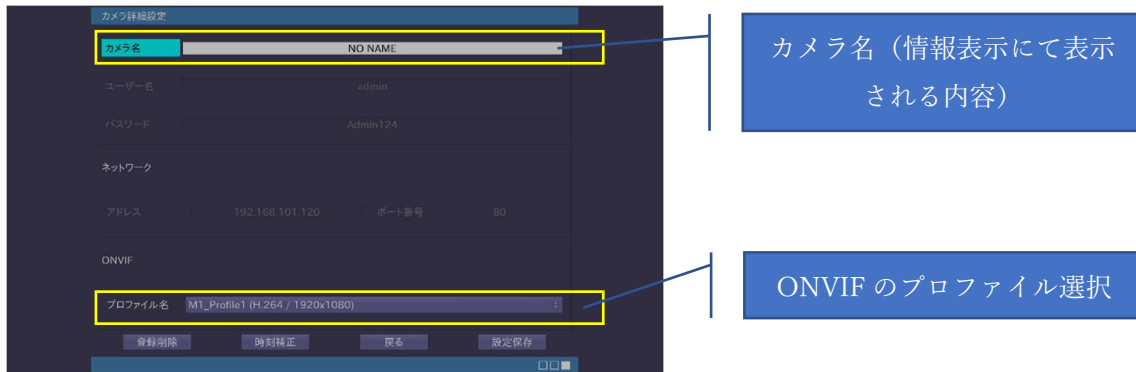 カメラ詳細設定
カメラ名 NO NAME
ユーザー名 admin
パスワード Admin124
ネットワーク
アドレス 192.168.101.120 ポート番号 80
ONVIF
プロファイル名 M1_Profile1 (H.264 / 1920x1080)
登録削除 時刻補正 戻る 設定保存
カメラ名（情報表示にて表示
される内容）
ONVIF のプロファイル選択